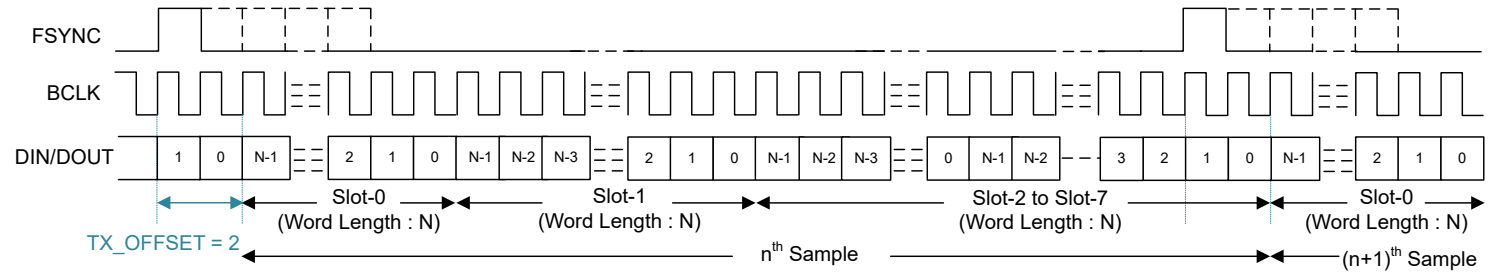 FSYNC
BCLK
DIN/DOUT 1 0 N-1 2 1 0 N-1 N-2 N-3 2 1 0 N-1 N-2 N-3 0 N-1 N-2 3 2 1 0 N-1 2 1 0
Slot-0 Slot-1 Slot-2 to Slot-7 Slot-0
(Word Length : N) (Word Length : N) (Word Length : N) (Word Length : N)
TX_OFFSET = 2 nth Sample (n+1)th Sample